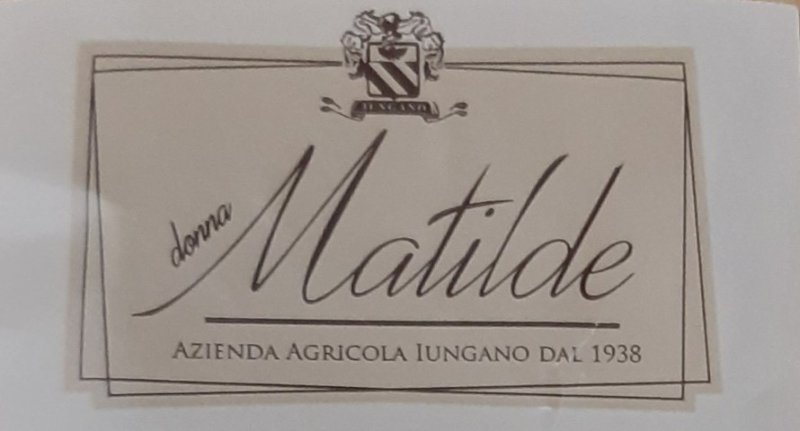 IUNGANO
donna
Matilde
AZIENDA AGRICOLA IUNGANO DAL 1938